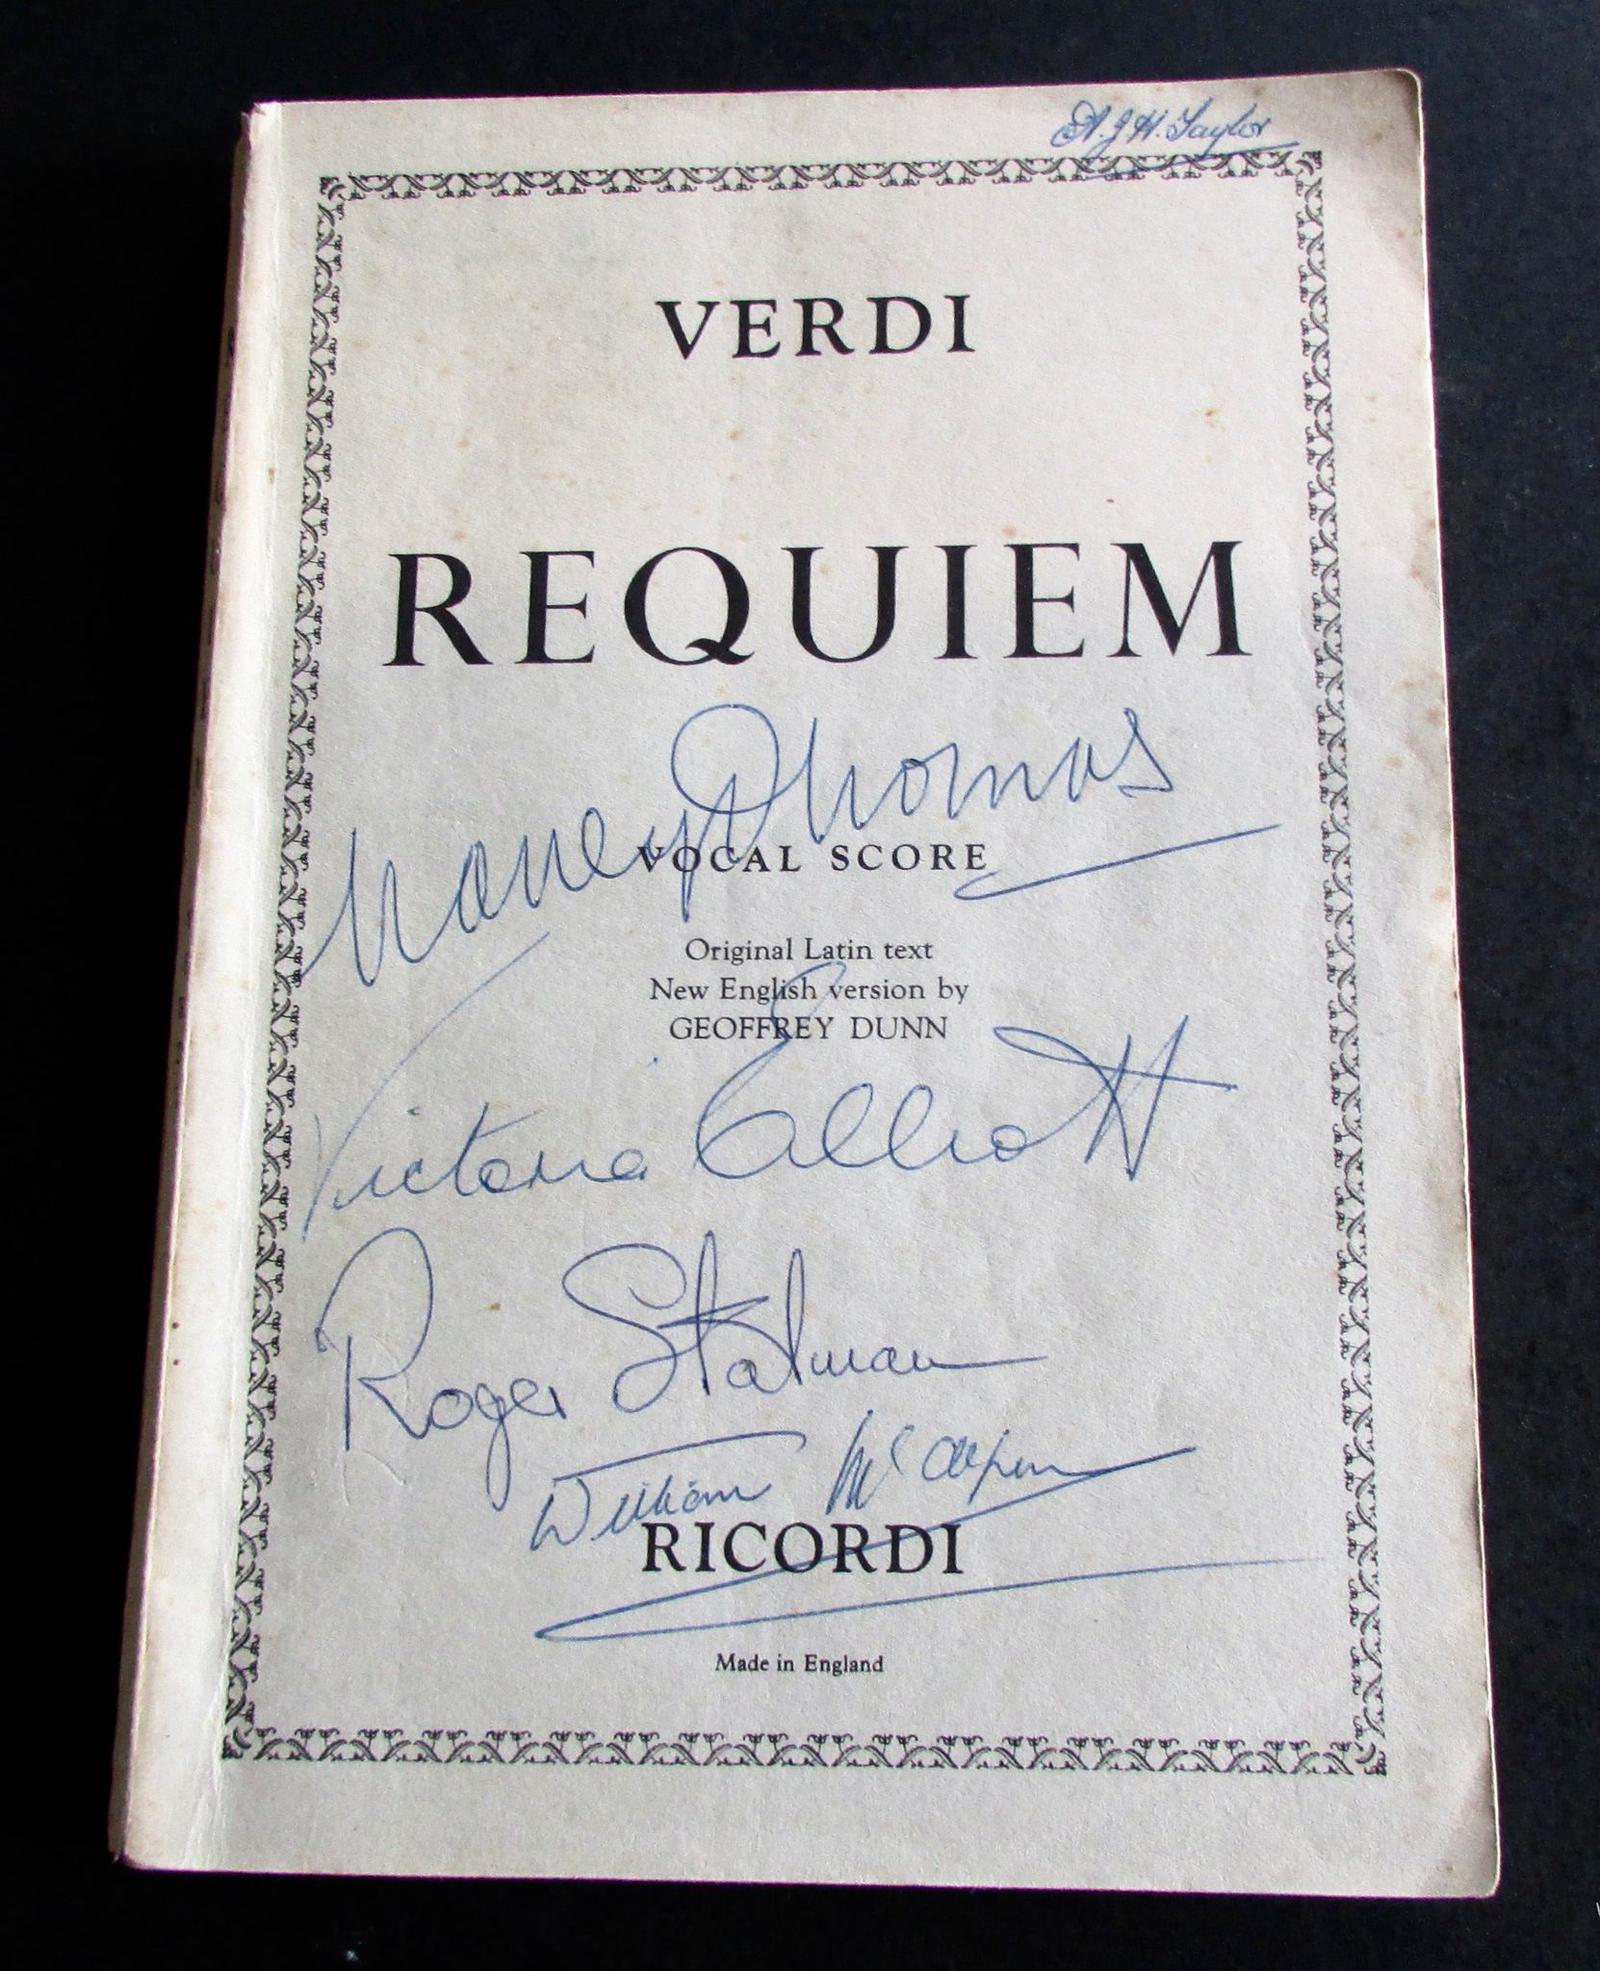 A. J. H. Taylor
VERDI
REQUIEM
Nancy Thomas
VOCAL SCORE
Original Latin text
New English version by
GEOFFREY DUNN
Victoria Elliott
Roger Stalman
William McAlpine
RICORDI
Made in England